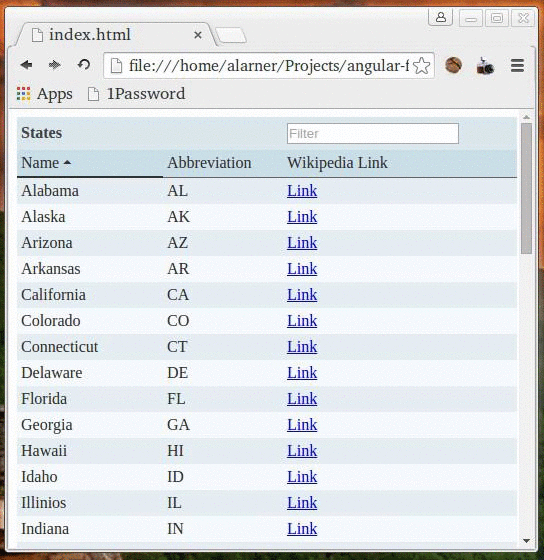 index.html
file:///home/alarner/Projects/angular-f
Apps 1Password
States Filter
Name Abbreviation Wikipedia Link
Alabama AL Link
Alaska AK Link
Arizona AZ Link
Arkansas AR Link
California CA Link
Colorado CO Link
Connecticut CT Link
Delaware DE Link
Florida FL Link
Georgia GA Link
Hawaii HI Link
Idaho ID Link
Illinios IL Link
Indiana IN Link